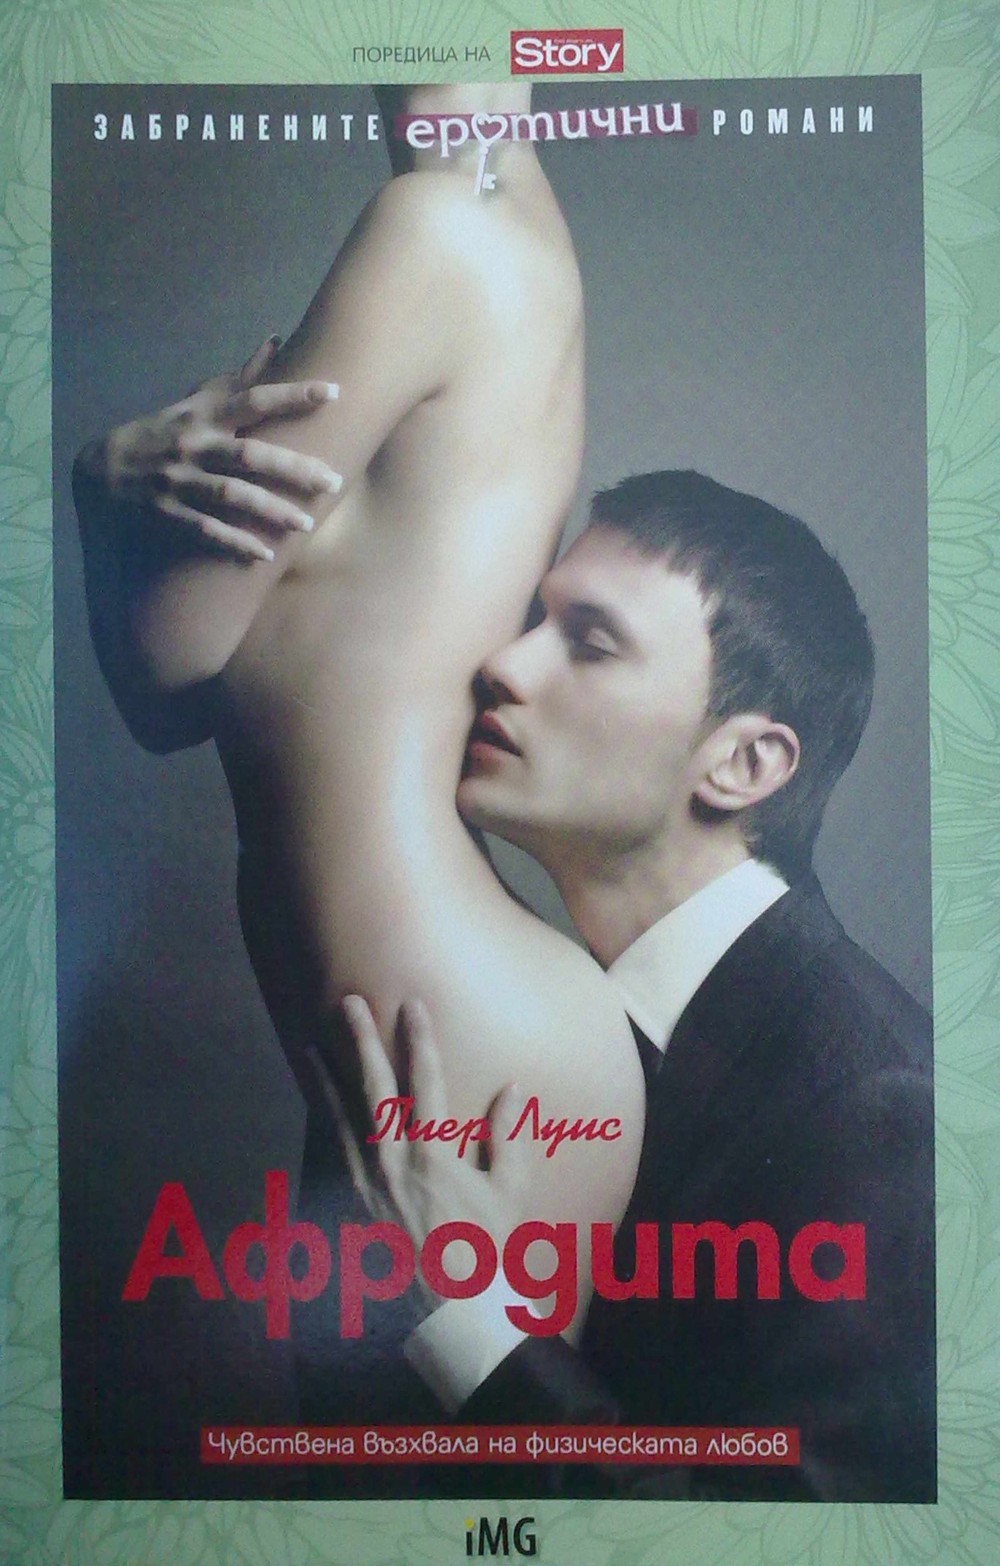 ПОРЕДИЦА НА Story
ЗАБРАНЕНИТЕ еротични РОМАНИ
Пиер Луис
Афродита
Чувствена възхвала на физическата любов
iMG